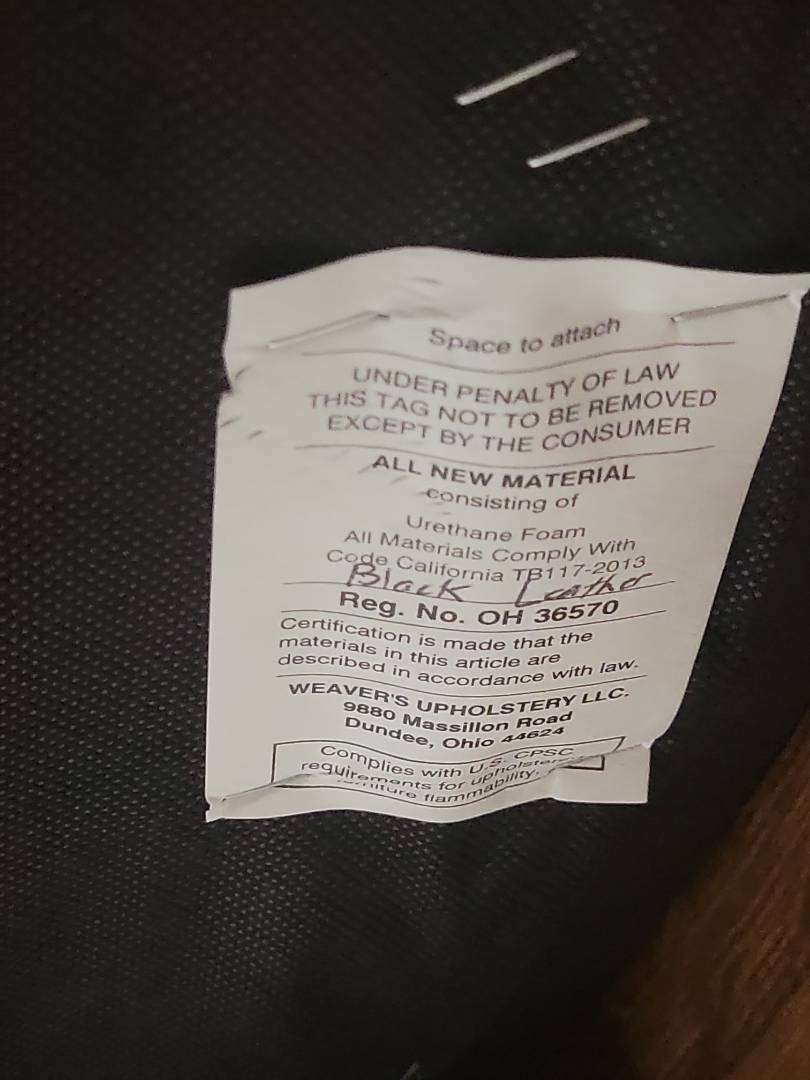 Space to attach
UNDER PENALTY OF LAW
THIS TAG NOT TO BE REMOVED
EXCEPT BY THE CONSUMER
ALL NEW MATERIAL
consisting of
Urethane Foam
All Materials Comply With
Code California TB117-2013
Black Leather
Reg. No. OH 36570
Certification is made that the
materials in this article are
described in accordance with law.
WEAVER'S UPHOLSTERY LLC.
9880 Massillon Road
Dundee, Ohio 44624
Complies with U.S. CPSC
requirements for
flammability.